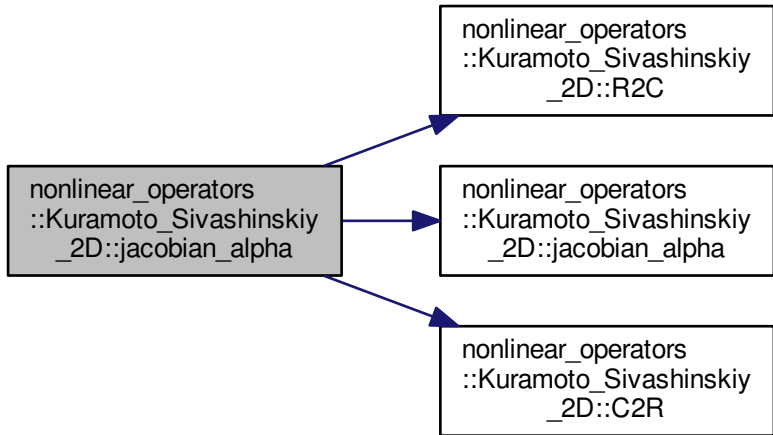 nonlinear_operators
::Kuramoto_Sivashinskiy
_2D::R2C
nonlinear_operators
::Kuramoto_Sivashinskiy
_2D::jacobian_alpha
nonlinear_operators
::Kuramoto_Sivashinskiy
_2D::jacobian_alpha
nonlinear_operators
::Kuramoto_Sivashinskiy
_2D::C2R